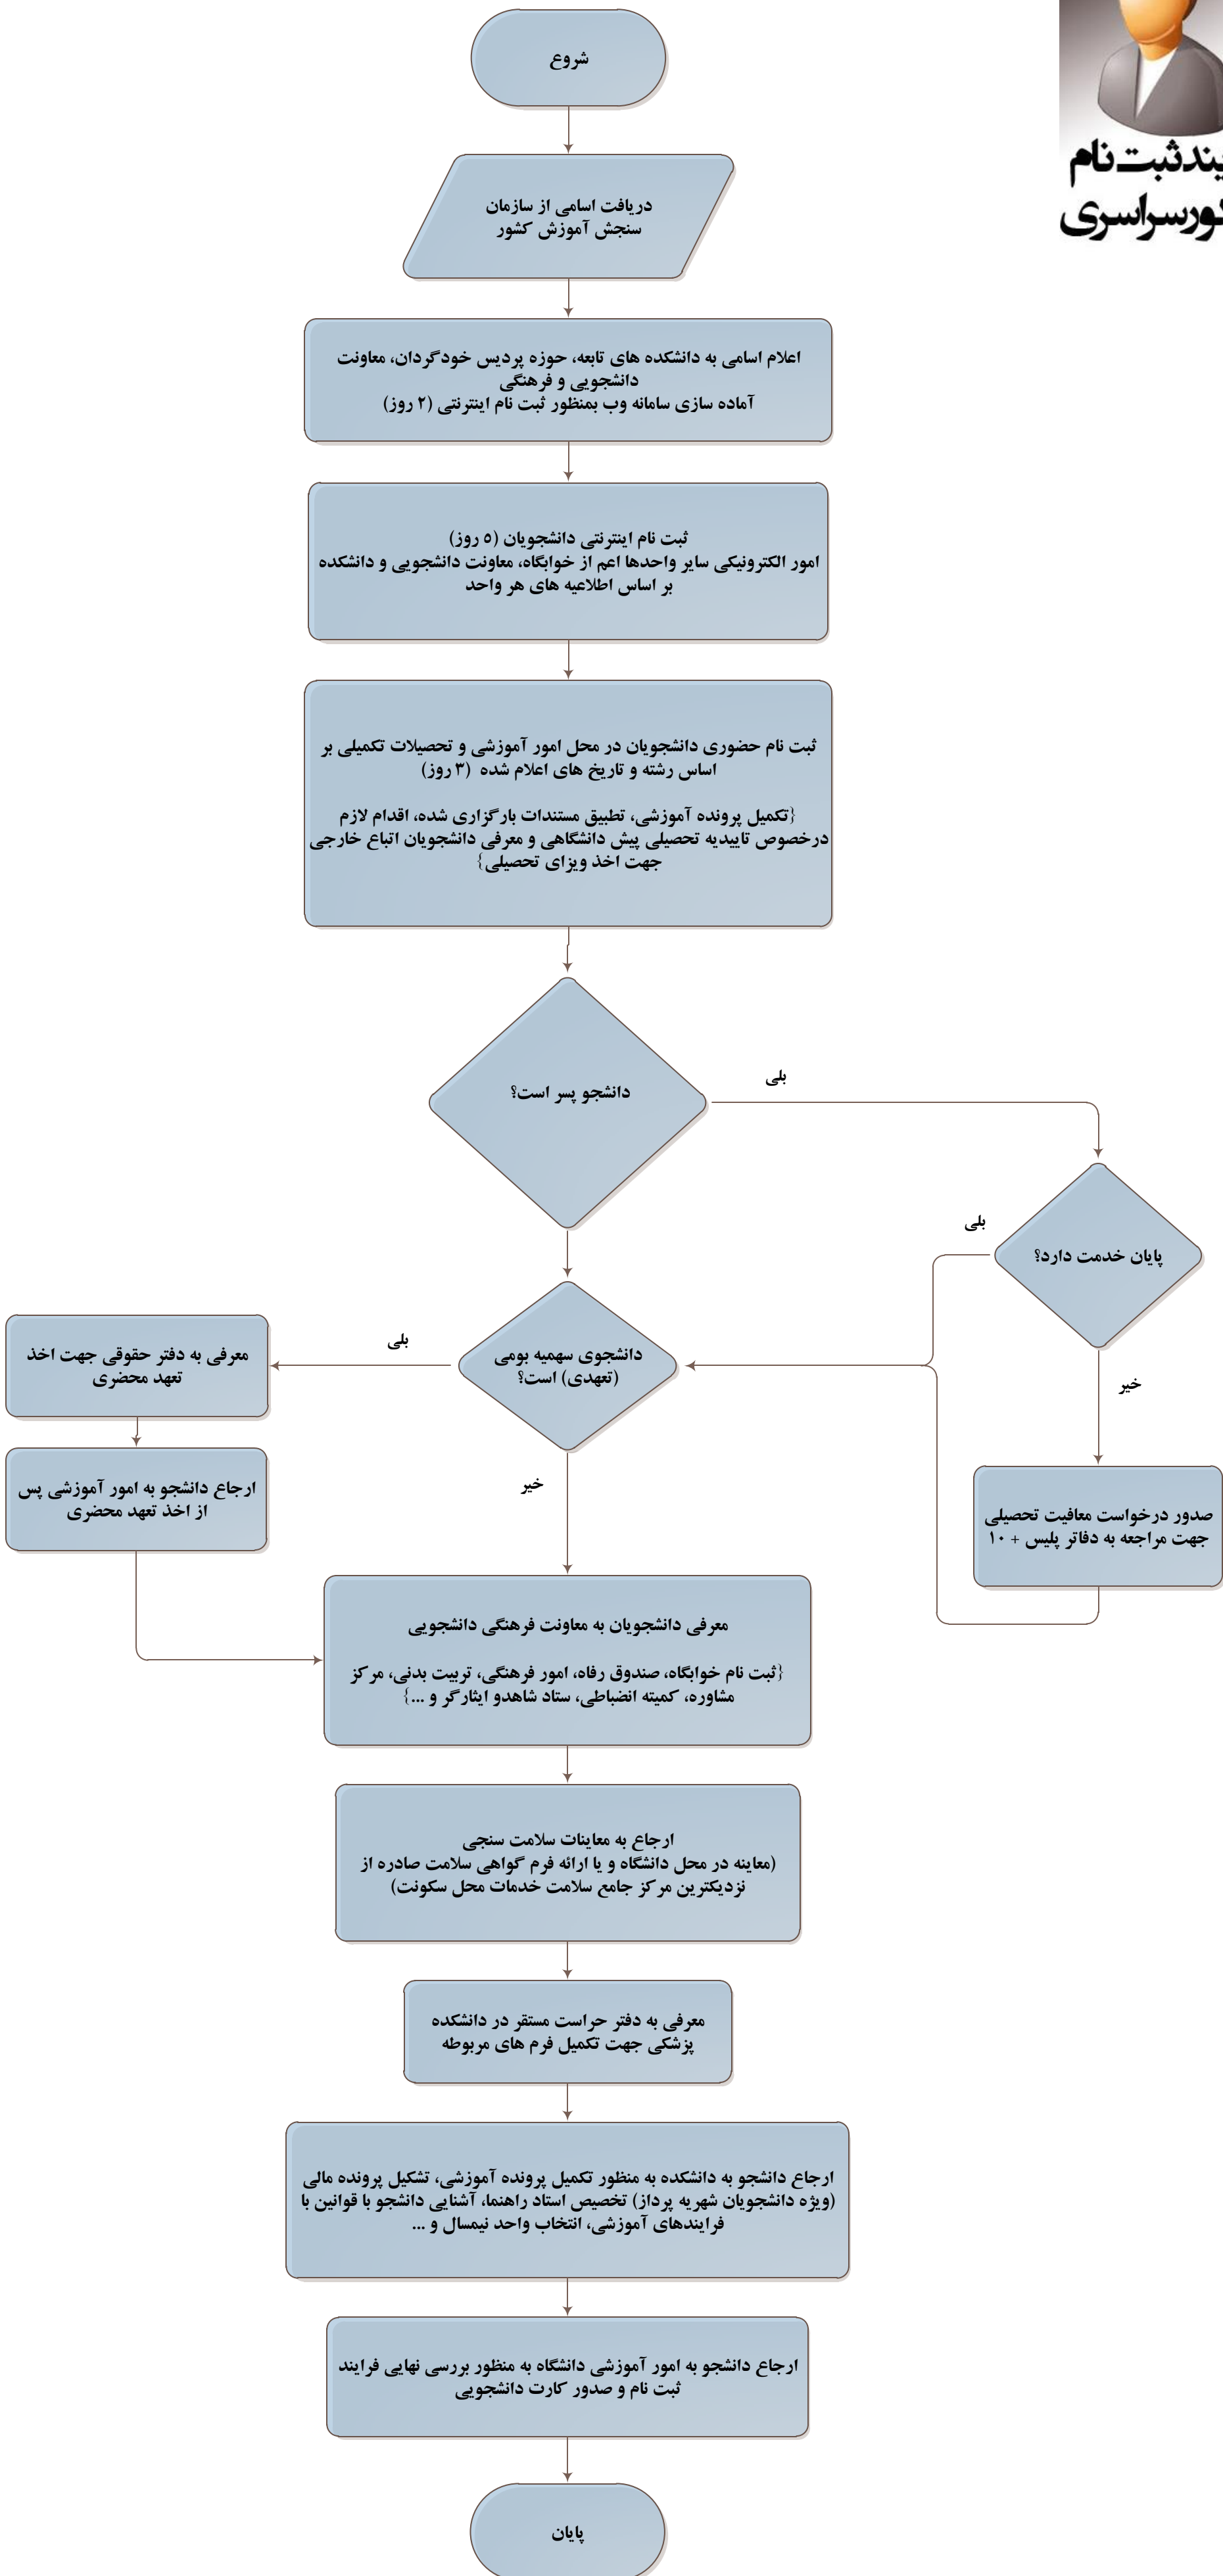 شروع
ثبت نام
سراسری
دریافت اسامی از سازمان
سنجش آموزش کشور
اعلام اسامی به دانشکده های تابعه، حوزه پردیس خودگردان، معاونت
دانشجویی و فرهنگی
آماده سازی سامانه وب بمنظور ثبت نام اینترنتی (۲ روز)
ثبت نام اینترنتی دانشجویان (۵ روز)
امور الکترونیکی سایر واحدها اعم از خوابگاه، معاونت دانشجویی و دانشکده
بر اساس اطلاعیه های هر واحد
ثبت نام حضوری دانشجویان در محل امور آموزشی و تحصیلات تکمیلی بر
اساس رشته و تاریخ های اعلام شده (۳ روز)
{تکمیل پرونده آموزشی، تطبیق مستندات بارگزاری شده، اقدام لازم
درخصوص تاییدیه تحصیلی پیش دانشگاهی و معرفی دانشجویان اتباع خارجی
جهت اخذ ویزای تحصیلی}
دانشجو پسر است؟
بلی
پایان خدمت دارد؟
بلی
خیر
صدور درخواست معافیت تحصیلی
جهت مراجعه به دفاتر پلیس + ۱۰
دانشجوی سهمیه بومی
(تعهدی) است؟
بلی
معرفی به دفتر حقوقی جهت اخذ
تعهد محضری
ارجاع دانشجو به امور آموزشی پس
از اخذ تعهد محضری
خیر
معرفی دانشجویان به معاونت فرهنگی دانشجویی
{ثبت نام خوابگاه، صندوق رفاه، امور فرهنگی، تربیت بدنی، مرکز
مشاوره، کمیته انضباطی، ستاد شاهدو ایثارگر و ...}
ارجاع به معاینات سلامت سنجی
(معاینه در محل دانشگاه و یا ارائه فرم گواهی سلامت صادره از
نزدیکترین مرکز جامع سلامت خدمات محل سکونت)
معرفی به دفتر حراست مستقر در دانشکده
پزشکی جهت تکمیل فرم های مربوطه
ارجاع دانشجو به دانشکده به منظور تکمیل پرونده آموزشی، تشکیل پرونده مالی
(ویژه دانشجویان شهریه پرداز) تخصیص استاد راهنما، آشنایی دانشجو با قوانین با
فرایندهای آموزشی، انتخاب واحد نیمسال و ...
ارجاع دانشجو به امور آموزشی دانشگاه به منظور بررسی نهایی فرایند
ثبت نام و صدور کارت دانشجویی
پایان